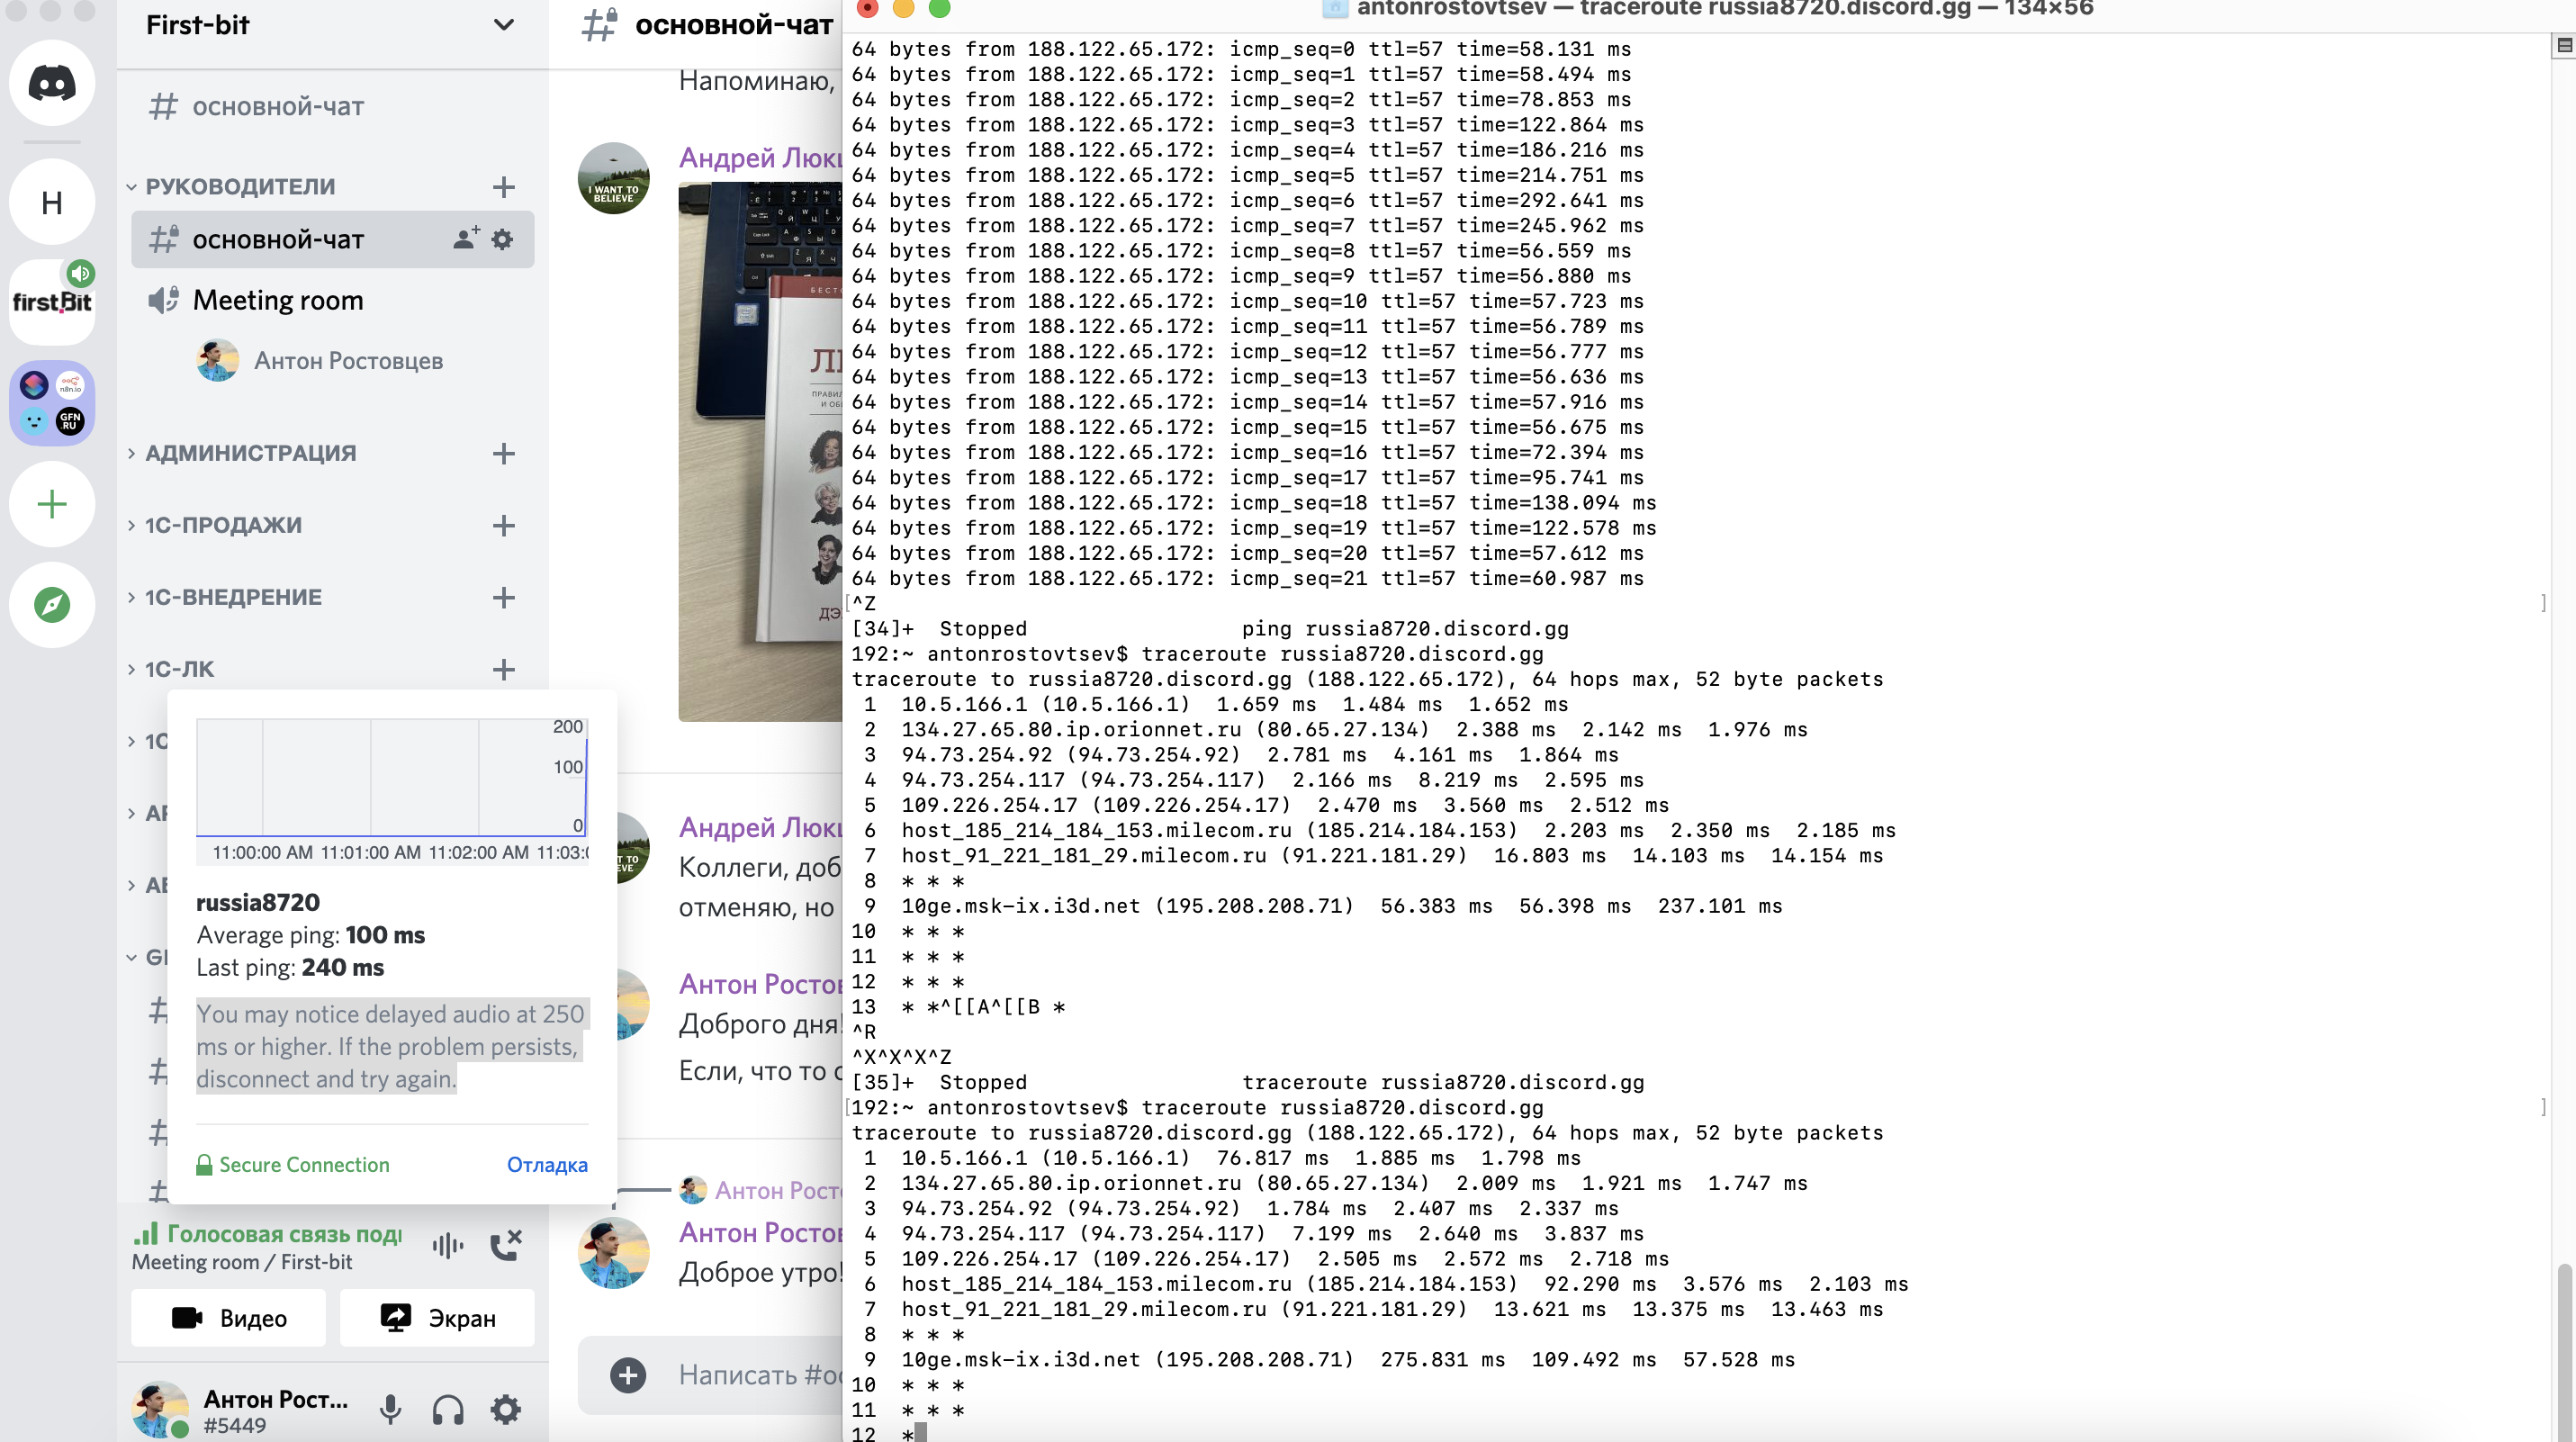 First-bit
основной-чат
РУКОВОДИТЕЛИ
основной-чат
Meeting room
Антон Ростовцев
АДМИНИСТРАЦИЯ
1С-ПРОДАЖИ
1С-ВНЕДРЕНИЕ
1С-ЛК
1С
H
first.Bit
n8n.io
GFN
.RU
200
100
0
11:00:00 AM 11:01:00 AM 11:02:00 AM 11:03:0
russia8720
Average ping: 100 ms
Last ping: 240 ms
You may notice delayed audio at 250
ms or higher. If the problem persists,
disconnect and try again.
Secure Connection Отладка
Голосовая связь подк
Meeting room / First-bit
Видео Экран
Антон Рост...
#5449
основной-чат
Напоминаю,
Андрей Люк
I WANT TO
BELIEVE
Андрей Люк
Коллеги, доб
отменяю, но
Антон Ростов
Доброго дня!
Если, что то с
Антон Рост
Антон Ростов
Доброе утро!
Написать #о
antonrostovtsev — traceroute russia8720.discord.gg — 134×56
64 bytes from 188.122.65.172: icmp_seq=0 ttl=57 time=58.131 ms
64 bytes from 188.122.65.172: icmp_seq=1 ttl=57 time=58.494 ms
64 bytes from 188.122.65.172: icmp_seq=2 ttl=57 time=78.853 ms
64 bytes from 188.122.65.172: icmp_seq=3 ttl=57 time=122.864 ms
64 bytes from 188.122.65.172: icmp_seq=4 ttl=57 time=186.216 ms
64 bytes from 188.122.65.172: icmp_seq=5 ttl=57 time=214.751 ms
64 bytes from 188.122.65.172: icmp_seq=6 ttl=57 time=292.641 ms
64 bytes from 188.122.65.172: icmp_seq=7 ttl=57 time=245.962 ms
64 bytes from 188.122.65.172: icmp_seq=8 ttl=57 time=56.559 ms
64 bytes from 188.122.65.172: icmp_seq=9 ttl=57 time=56.880 ms
64 bytes from 188.122.65.172: icmp_seq=10 ttl=57 time=57.723 ms
64 bytes from 188.122.65.172: icmp_seq=11 ttl=57 time=56.789 ms
64 bytes from 188.122.65.172: icmp_seq=12 ttl=57 time=56.777 ms
64 bytes from 188.122.65.172: icmp_seq=13 ttl=57 time=56.636 ms
64 bytes from 188.122.65.172: icmp_seq=14 ttl=57 time=57.916 ms
64 bytes from 188.122.65.172: icmp_seq=15 ttl=57 time=56.675 ms
64 bytes from 188.122.65.172: icmp_seq=16 ttl=57 time=72.394 ms
64 bytes from 188.122.65.172: icmp_seq=17 ttl=57 time=95.741 ms
64 bytes from 188.122.65.172: icmp_seq=18 ttl=57 time=138.094 ms
64 bytes from 188.122.65.172: icmp_seq=19 ttl=57 time=122.578 ms
64 bytes from 188.122.65.172: icmp_seq=20 ttl=57 time=57.612 ms
64 bytes from 188.122.65.172: icmp_seq=21 ttl=57 time=60.987 ms
^Z
[34]+ Stopped ping russia8720.discord.gg
192:~ antonrostovtsev$ traceroute russia8720.discord.gg
traceroute to russia8720.discord.gg (188.122.65.172), 64 hops max, 52 byte packets
1 10.5.166.1 (10.5.166.1) 1.659 ms 1.484 ms 1.652 ms
2 134.27.65.80.ip.orionnet.ru (80.65.27.134) 2.388 ms 2.142 ms 1.976 ms
3 94.73.254.92 (94.73.254.92) 2.781 ms 4.161 ms 1.864 ms
4 94.73.254.117 (94.73.254.117) 2.166 ms 8.219 ms 2.595 ms
5 109.226.254.17 (109.226.254.17) 2.470 ms 3.560 ms 2.512 ms
6 host_185_214_184_153.milecom.ru (185.214.184.153) 2.203 ms 2.350 ms 2.185 ms
7 host_91_221_181_29.milecom.ru (91.221.181.29) 16.803 ms 14.103 ms 14.154 ms
8 * * *
9 10ge.msk-ix.i3d.net (195.208.208.71) 56.383 ms 56.398 ms 237.101 ms
10 * * *
11 * * *
12 * * *
13 * *^[[A^[[B *
^R
^X^X^X^Z
[35]+ Stopped traceroute russia8720.discord.gg
192:~ antonrostovtsev$ traceroute russia8720.discord.gg
traceroute to russia8720.discord.gg (188.122.65.172), 64 hops max, 52 byte packets
1 10.5.166.1 (10.5.166.1) 76.817 ms 1.885 ms 1.798 ms
2 134.27.65.80.ip.orionnet.ru (80.65.27.134) 2.009 ms 1.921 ms 1.747 ms
3 94.73.254.92 (94.73.254.92) 1.784 ms 2.407 ms 2.337 ms
4 94.73.254.117 (94.73.254.117) 7.199 ms 2.640 ms 3.837 ms
5 109.226.254.17 (109.226.254.17) 2.505 ms 2.572 ms 2.718 ms
6 host_185_214_184_153.milecom.ru (185.214.184.153) 92.290 ms 3.576 ms 2.103 ms
7 host_91_221_181_29.milecom.ru (91.221.181.29) 13.621 ms 13.375 ms 13.463 ms
8 * * *
9 10ge.msk-ix.i3d.net (195.208.208.71) 275.831 ms 109.492 ms 57.528 ms
10 * * *
11 * * *
12 *